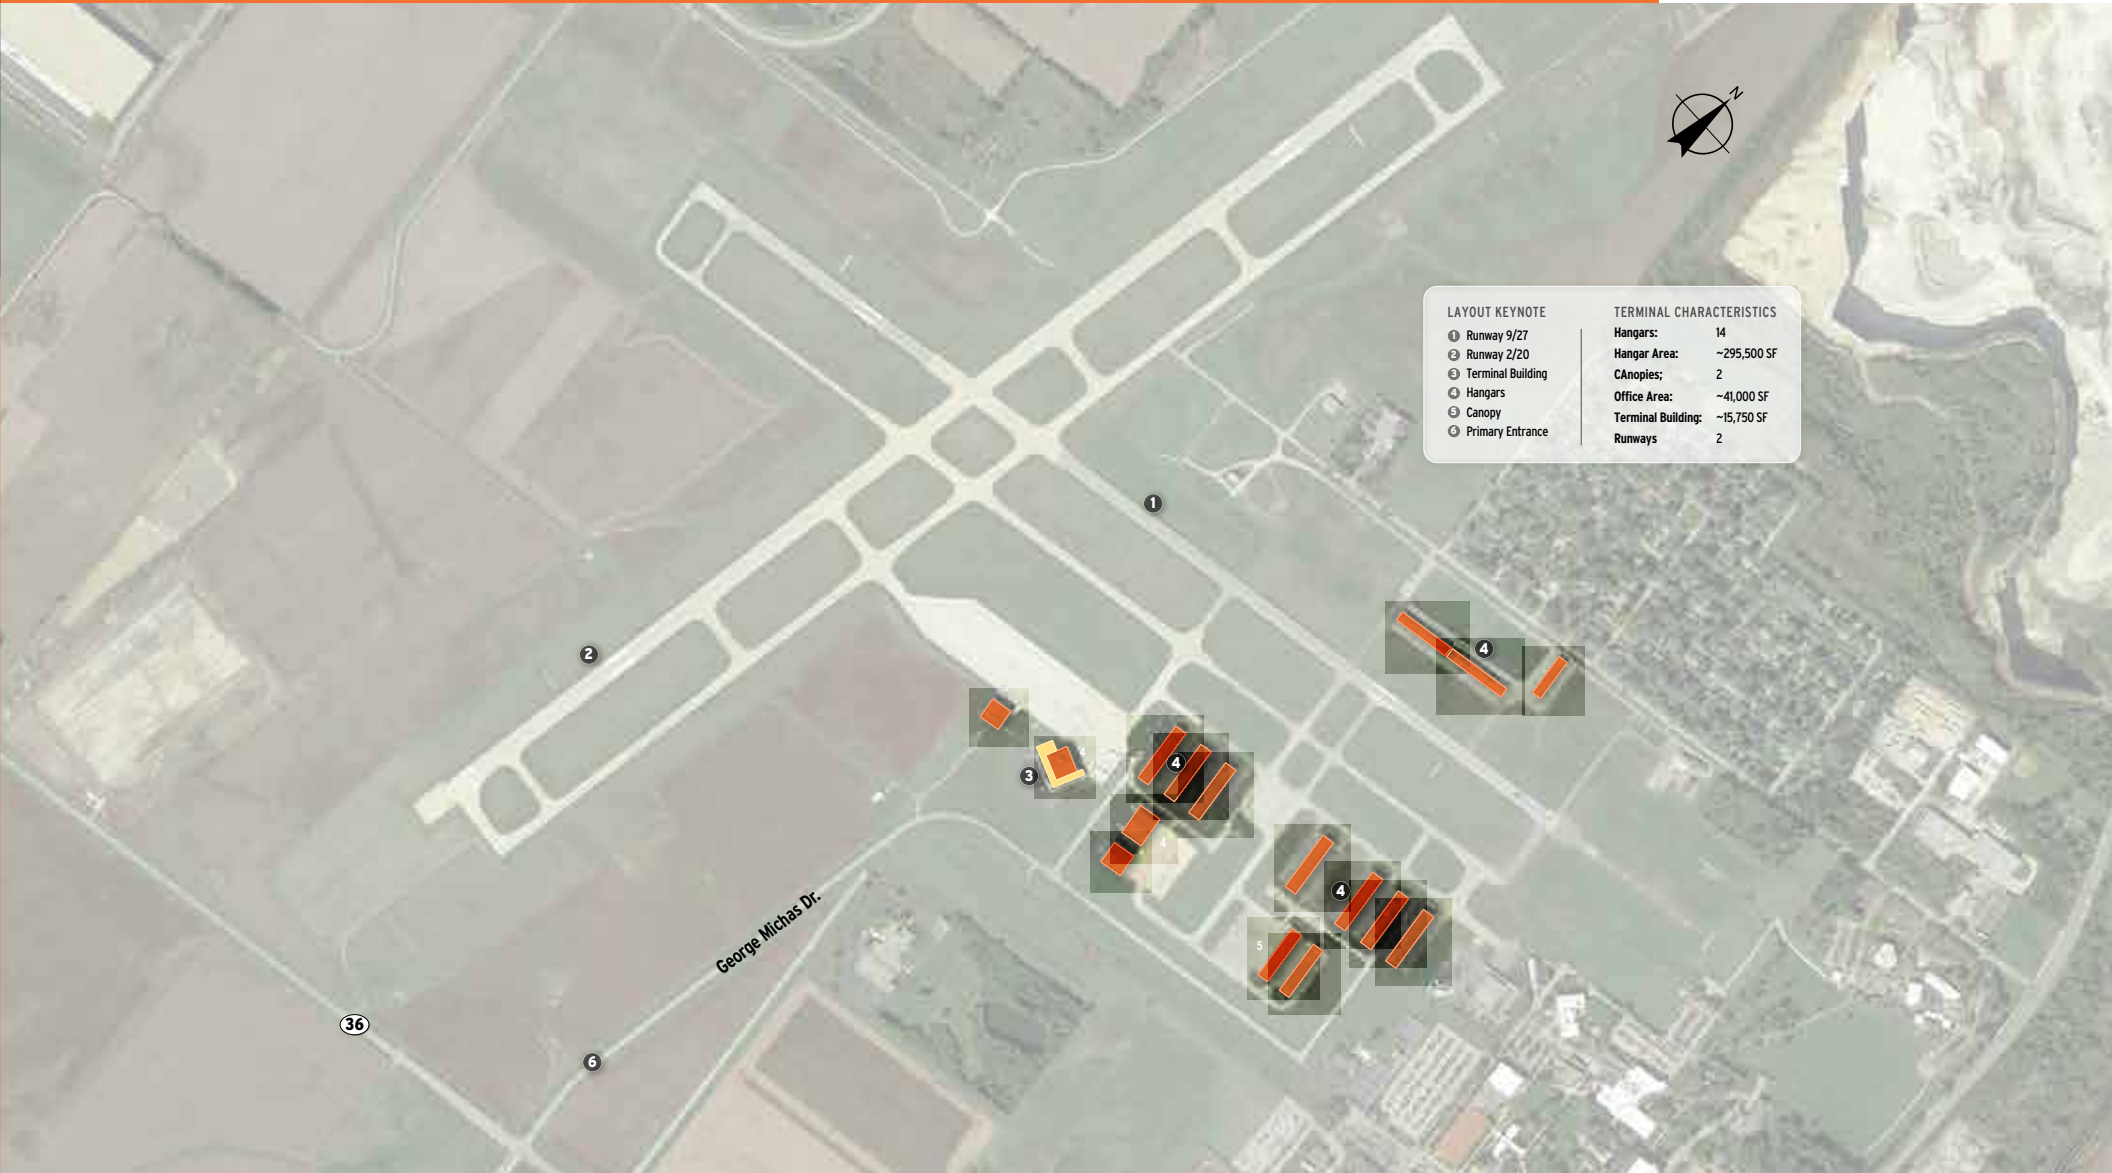 N
LAYOUT KEYNOTE
1 Runway 9/27
2 Runway 2/20
3 Terminal Building
4 Hangars
5 Canopy
6 Primary Entrance
TERMINAL CHARACTERISTICS
Hangars: 14
Hangar Area: ~295,500 SF
CAnopies; 2
Office Area: ~41,000 SF
Terminal Building: ~15,750 SF
Runways 2
1
2
4
4
3
4
4
4
5
George Michas Dr.
36
6